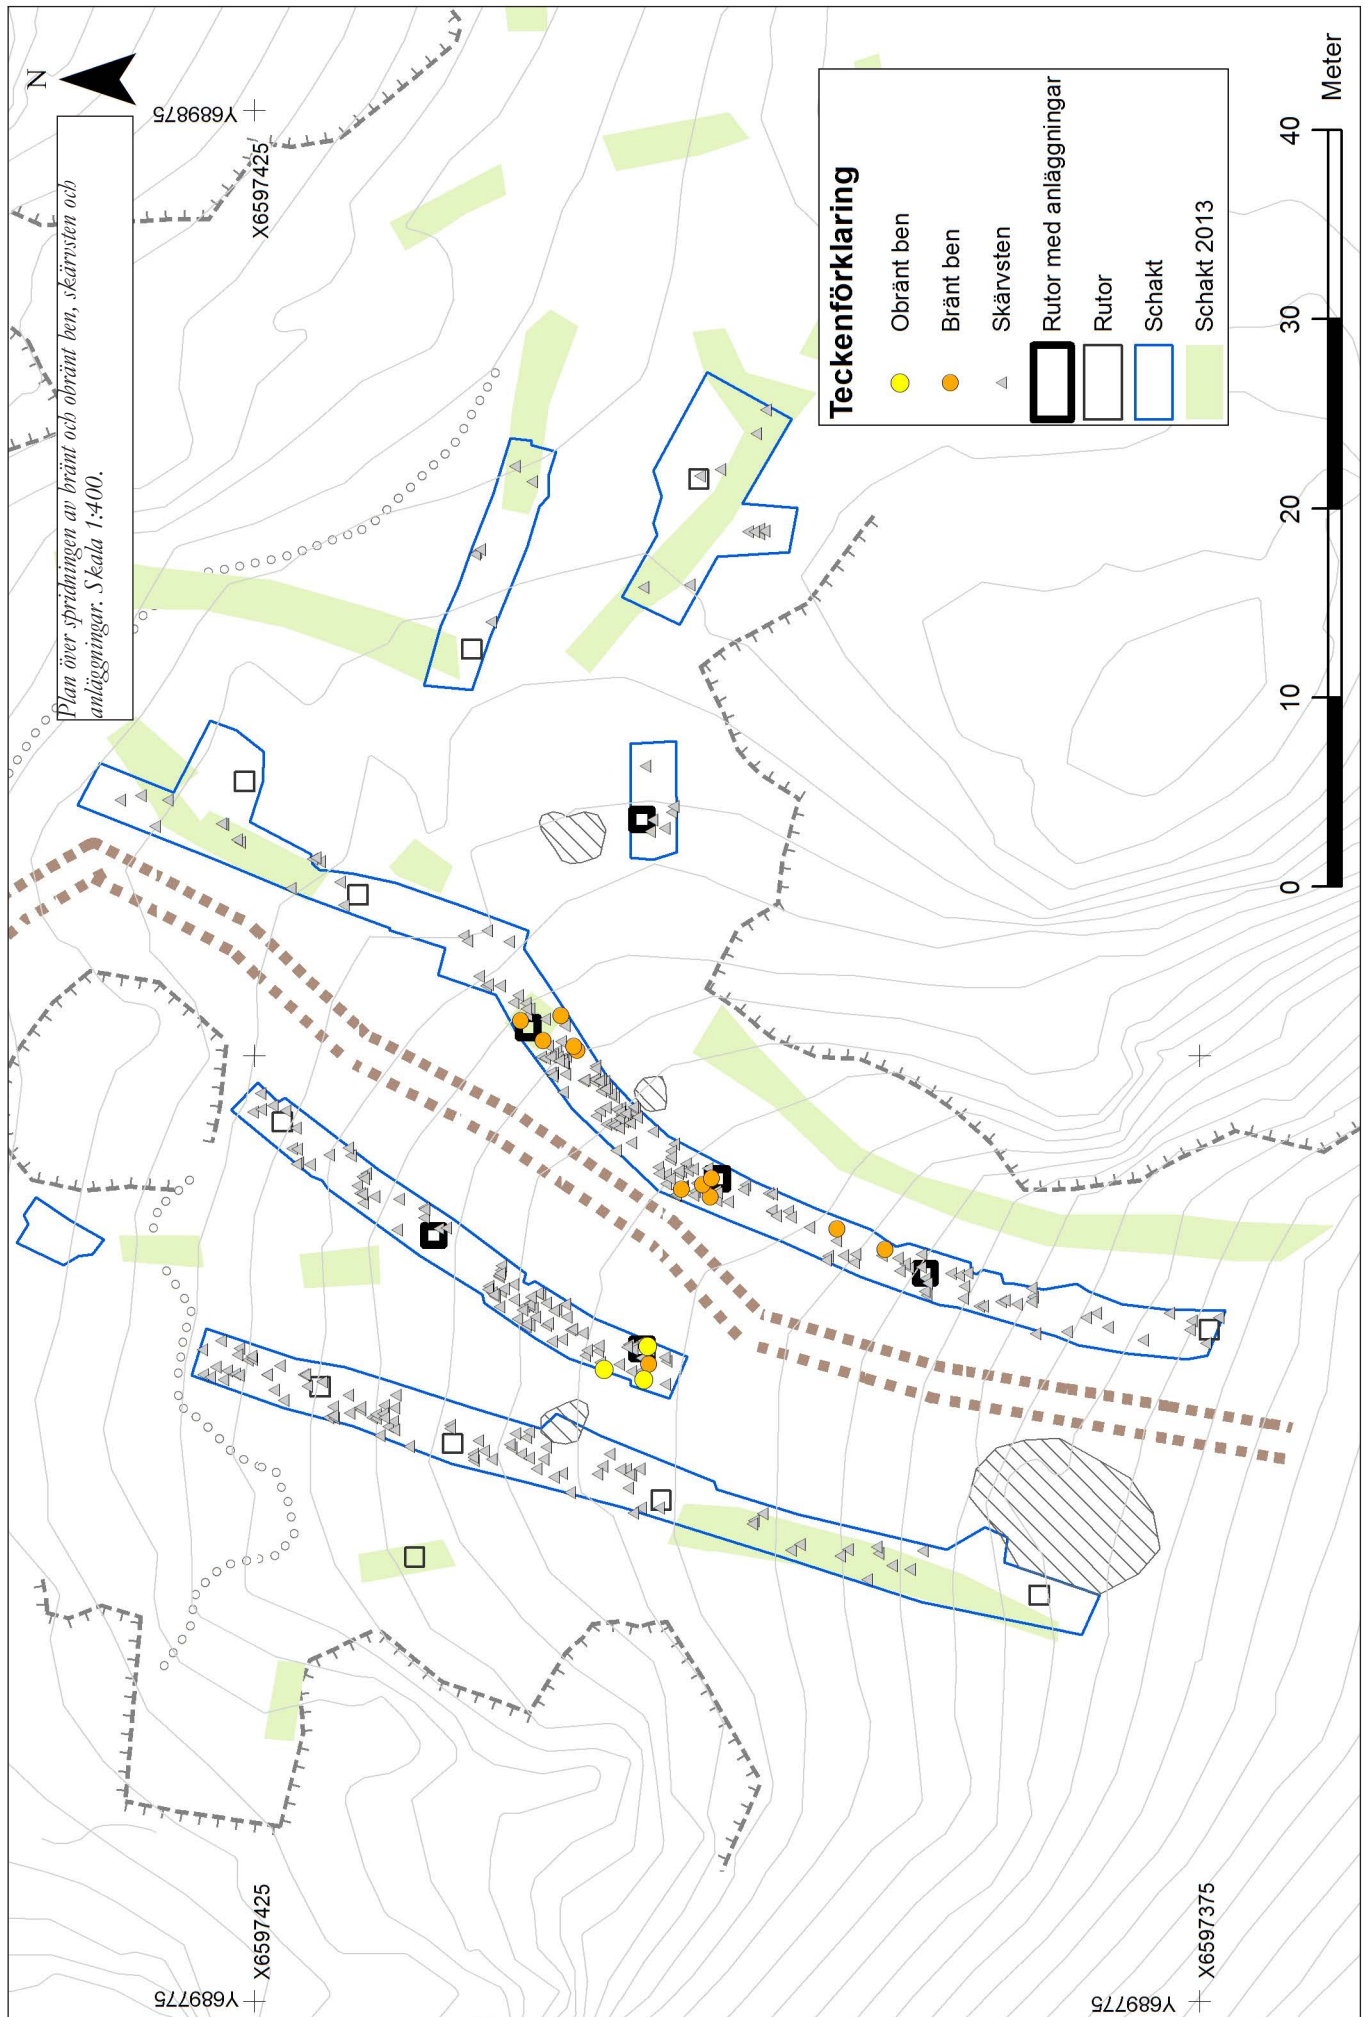 N
Plan över spridningen av bränt och obränt ben, skärvsten och
anläggningar. Skala 1:400.
Y689875
X6597425
Teckenförklaring
Obränt ben
Bränt ben
Skärvsten
Rutor med anläggningar
Rutor
Schakt
Schakt 2013
0 10 20 30 40
Meter
Y689775
X6597425
Y689775
X6597375